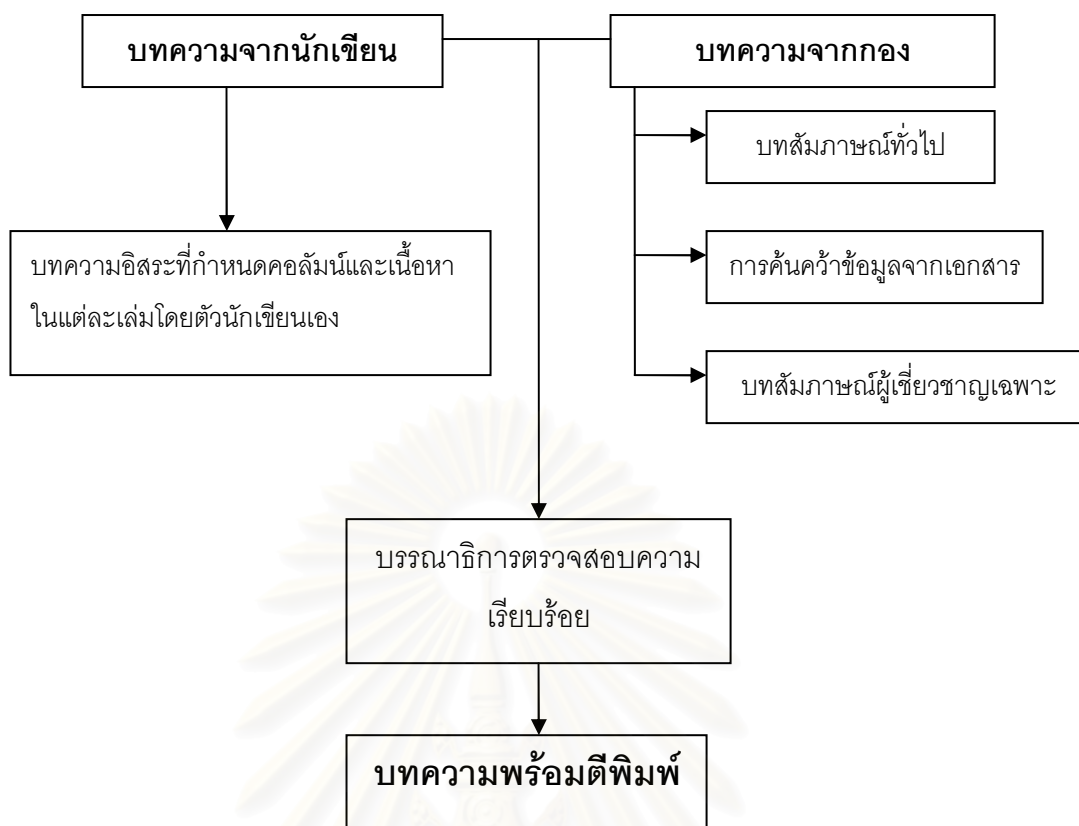 บทความจากนักเขียน
บทความจากกอง
บทสัมภาษณ์ทั่วไป
บทความอิสระที่กำหนดคอลัมน์และเนื้อหา
ในแต่ละเล่มโดยตัวนักเขียนเอง
การค้นคว้าข้อมูลจากเอกสาร
บทสัมภาษณ์ผู้เชี่ยวชาญเฉพาะ
บรรณาธิการตรวจสอบความ
เรียบร้อย
บทความพร้อมตีพิมพ์